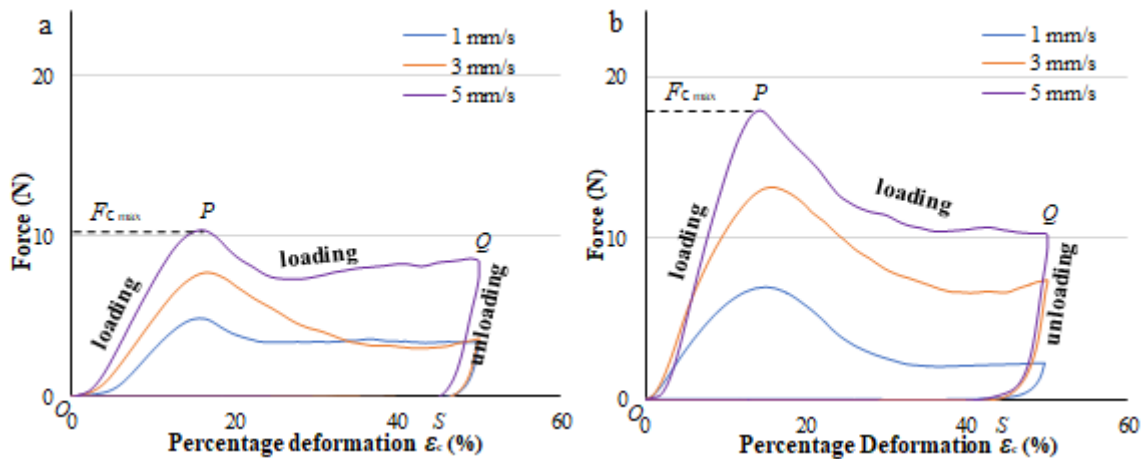 a
1 mm/s
3 mm/s
5 mm/s
20
Fc max
P
10
loading
loading
Q
unloading
Force (N)
0
O
0
20
40
S
60
Percentage deformation εc (%)
b
1 mm/s
3 mm/s
5 mm/s
20
Fc max
P
10
loading
loading
Q
unloading
Force (N)
0
O
0
20
40
S
60
Percentage Deformation εc (%)